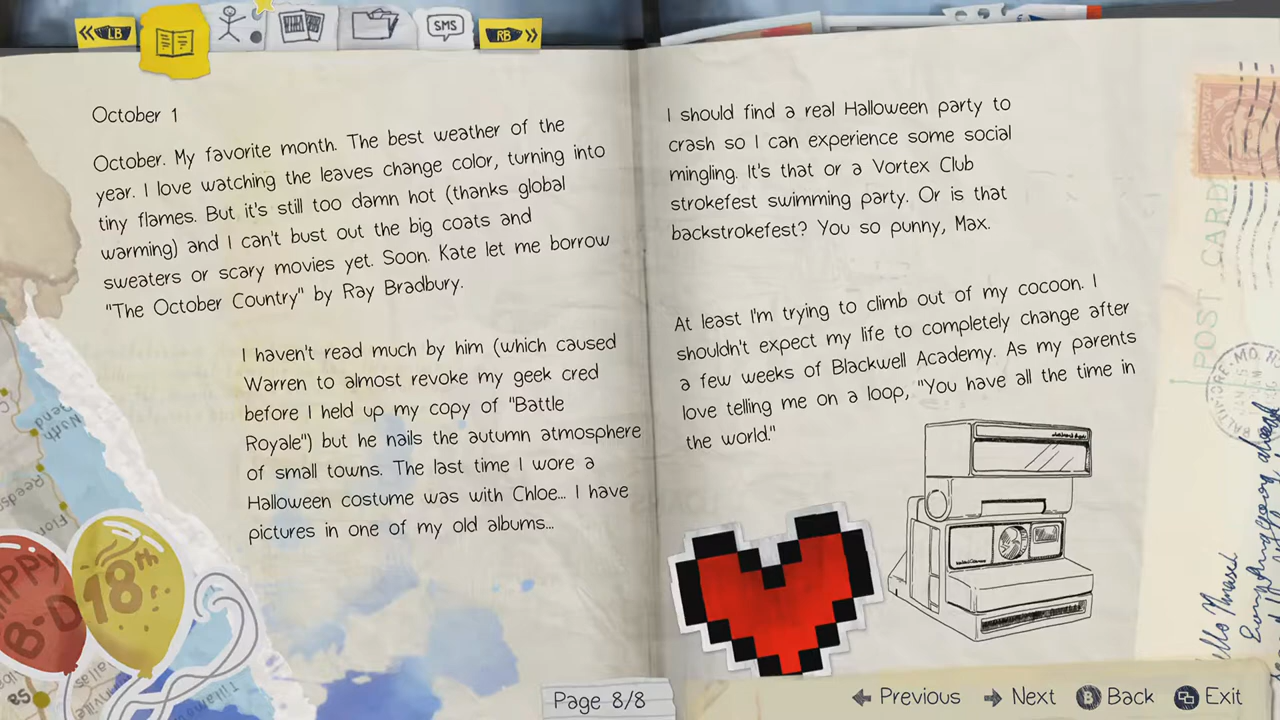 LB
SMS
RB
October 1
October. My favorite month. The best weather of the
year. I love watching the leaves change color, turning into
tiny flames. But it's still too damn hot (thanks global
warming) and I can't bust out the big coats and
sweaters or scary movies yet. Soon. Kate let me borrow
"The October Country" by Ray Bradbury.
I haven't read much by him (which caused
Warren to almost revoke my geek cred
before I held up my copy of "Battle
Royale") but he nails the autumn atmosphere
of small towns. The last time I wore a
Halloween costume was with Chloe... I have
pictures in one of my old albums...
I should find a real Halloween party to
crash so I can experience some social
mingling. It's that or a Vortex Club
strokefest swimming party. Or is that
backstrokefest? You so punny, Max.
At least I'm trying to climb out of my cocoon. I
shouldn't expect my life to completely change after
a few weeks of Blackwell Academy. As my parents
love telling me on a loop, "You have all the time in
the world."
POST CARD
18th
B-D
North Bend
Page 8/8
Previous
Next
B Back
Exit